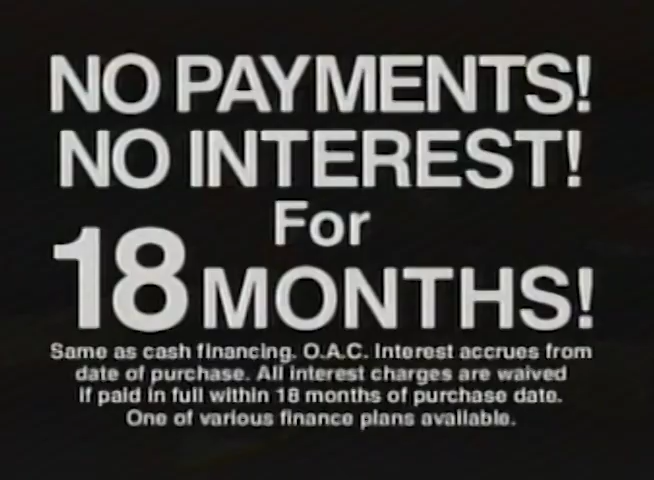 NO PAYMENTS!
NO INTEREST!
For
18 MONTHS!
Same as cash financing. O.A.C. Interest accrues from
date of purchase. All interest charges are waived
If paid in full within 18 months of purchase date.
One of various finance plans available.